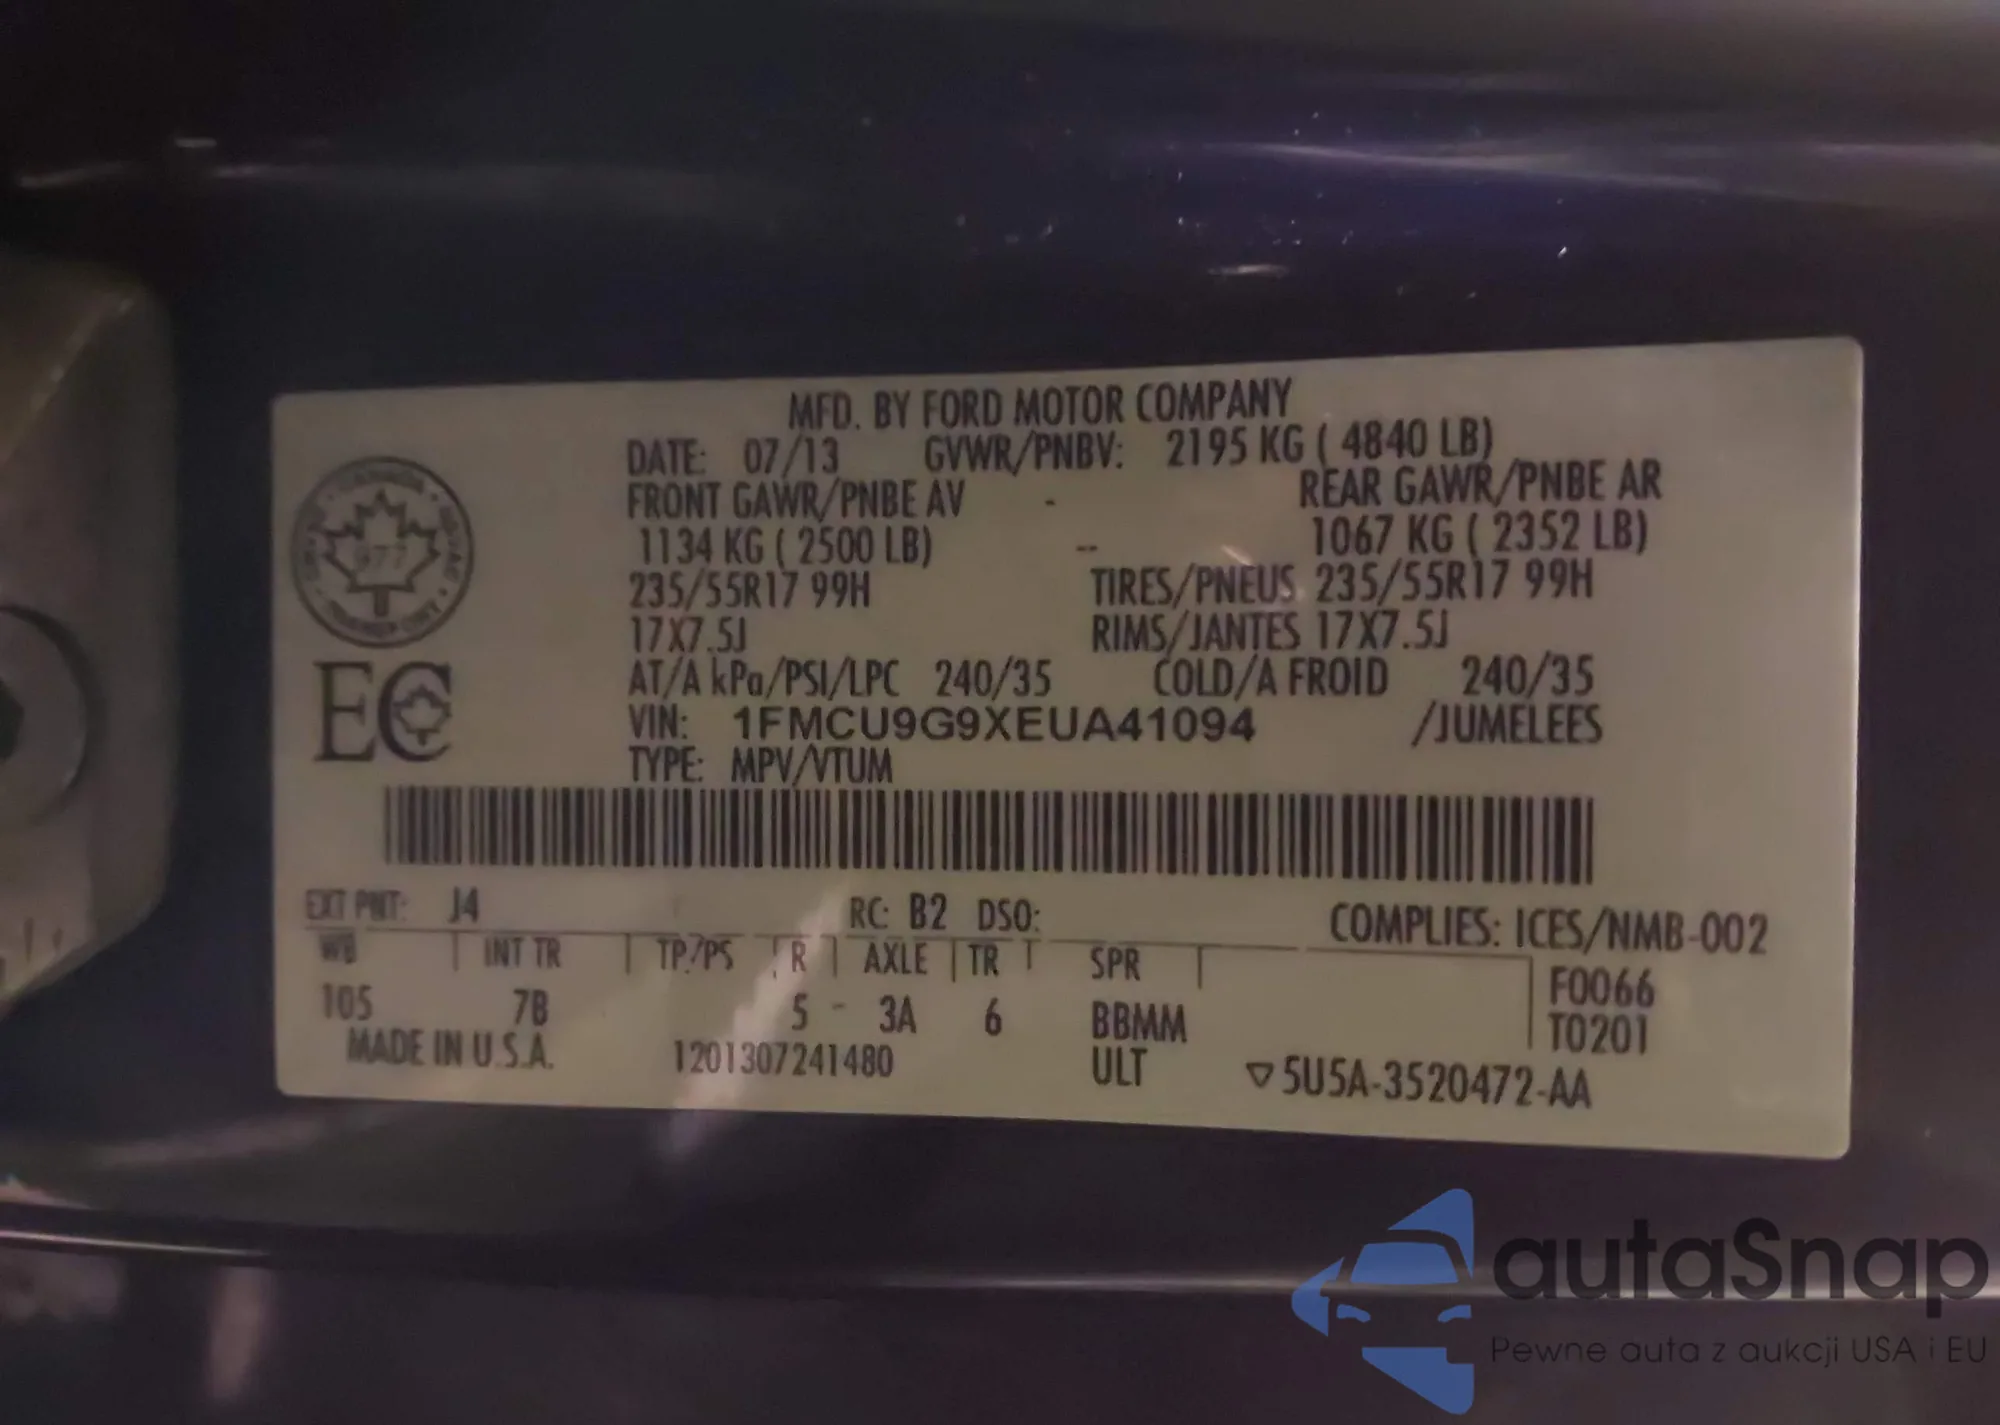 MFD. BY FORD MOTOR COMPANY
DATE: 07/13 GVWR/PNBV: 2195 KG ( 4840 LB)
FRONT GAWR/PNBE AV - REAR GAWR/PNBE AR
1134 KG ( 2500 LB) -- 1067 KG ( 2352 LB)
235/55R17 99H TIRES/PNEUS 235/55R17 99H
17X7.5J RIMS/JANTES 17X7.5J
AT/A kPa/PSI/LPC 240/35 COLD/A FROID 240/35
VIN: 1FMCU9G9XEUA41094 /JUMELEES
TYPE: MPV/VTUM
CANADA
977
EC
EXT PNT: J4 RC: B2 DSO: COMPLIES: ICES/NMB-002
WB INT TR TP/PS R AXLE TR SPR F0066
105 7B 5 - 3A 6 BBMM T0201
MADE IN U.S.A. 1201307241480 ULT ▽5U5A-3520472-AA
autaSnap
Pewne auta z aukcji USA i EU